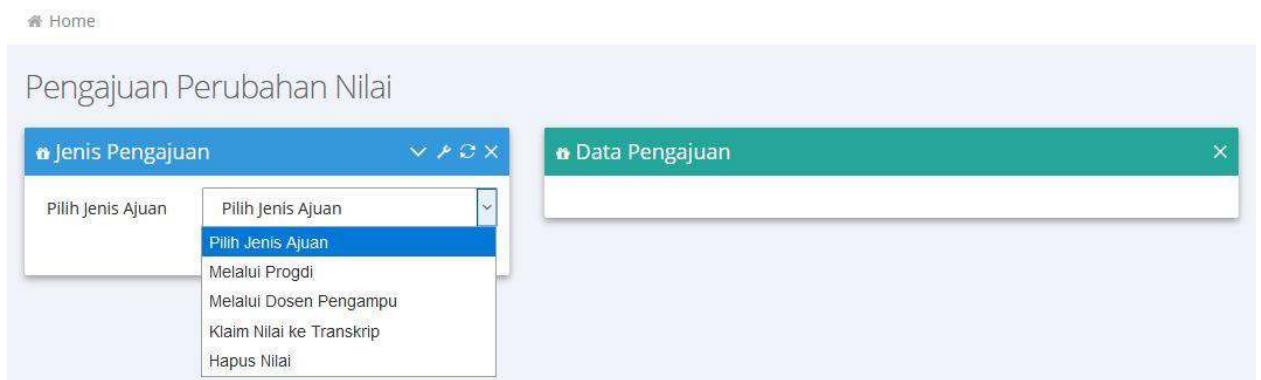 Home
Pengajuan Perubahan Nilai
Jenis Pengajuan
Pilih Jenis Ajuan
Pilih Jenis Ajuan
Pilih Jenis Ajuan
Melalui Progdi
Melalui Dosen Pengampu
Klaim Nilai ke Transkrip
Hapus Nilai
Data Pengajuan